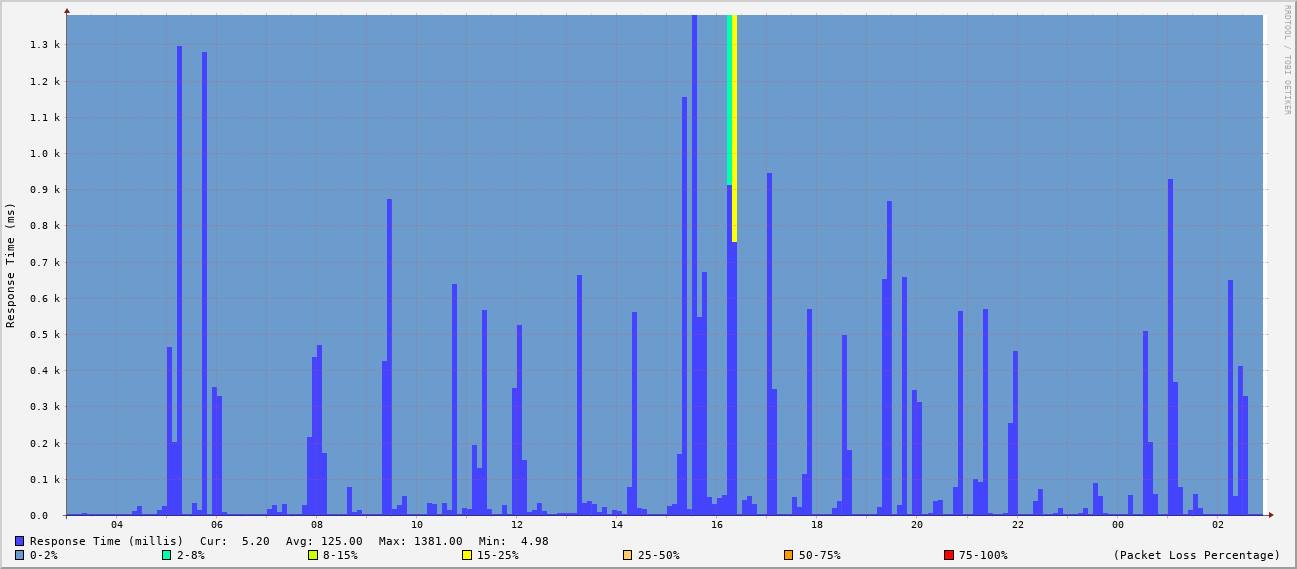 RRDTOOL / TOBI OETIKER
Response Time (ms)
1.3 k
1.2 k
1.1 k
1.0 k
0.9 k
0.8 k
0.7 k
0.6 k
0.5 k
0.4 k
0.3 k
0.2 k
0.1 k
0.0
04 06 08 10 12 14 16 18 20 22 00 02
Response Time (millis) Cur: 5.20 Avg: 125.00 Max: 1381.00 Min: 4.98
0-2% 2-8% 8-15% 15-25% 25-50% 50-75% 75-100% (Packet Loss Percentage)